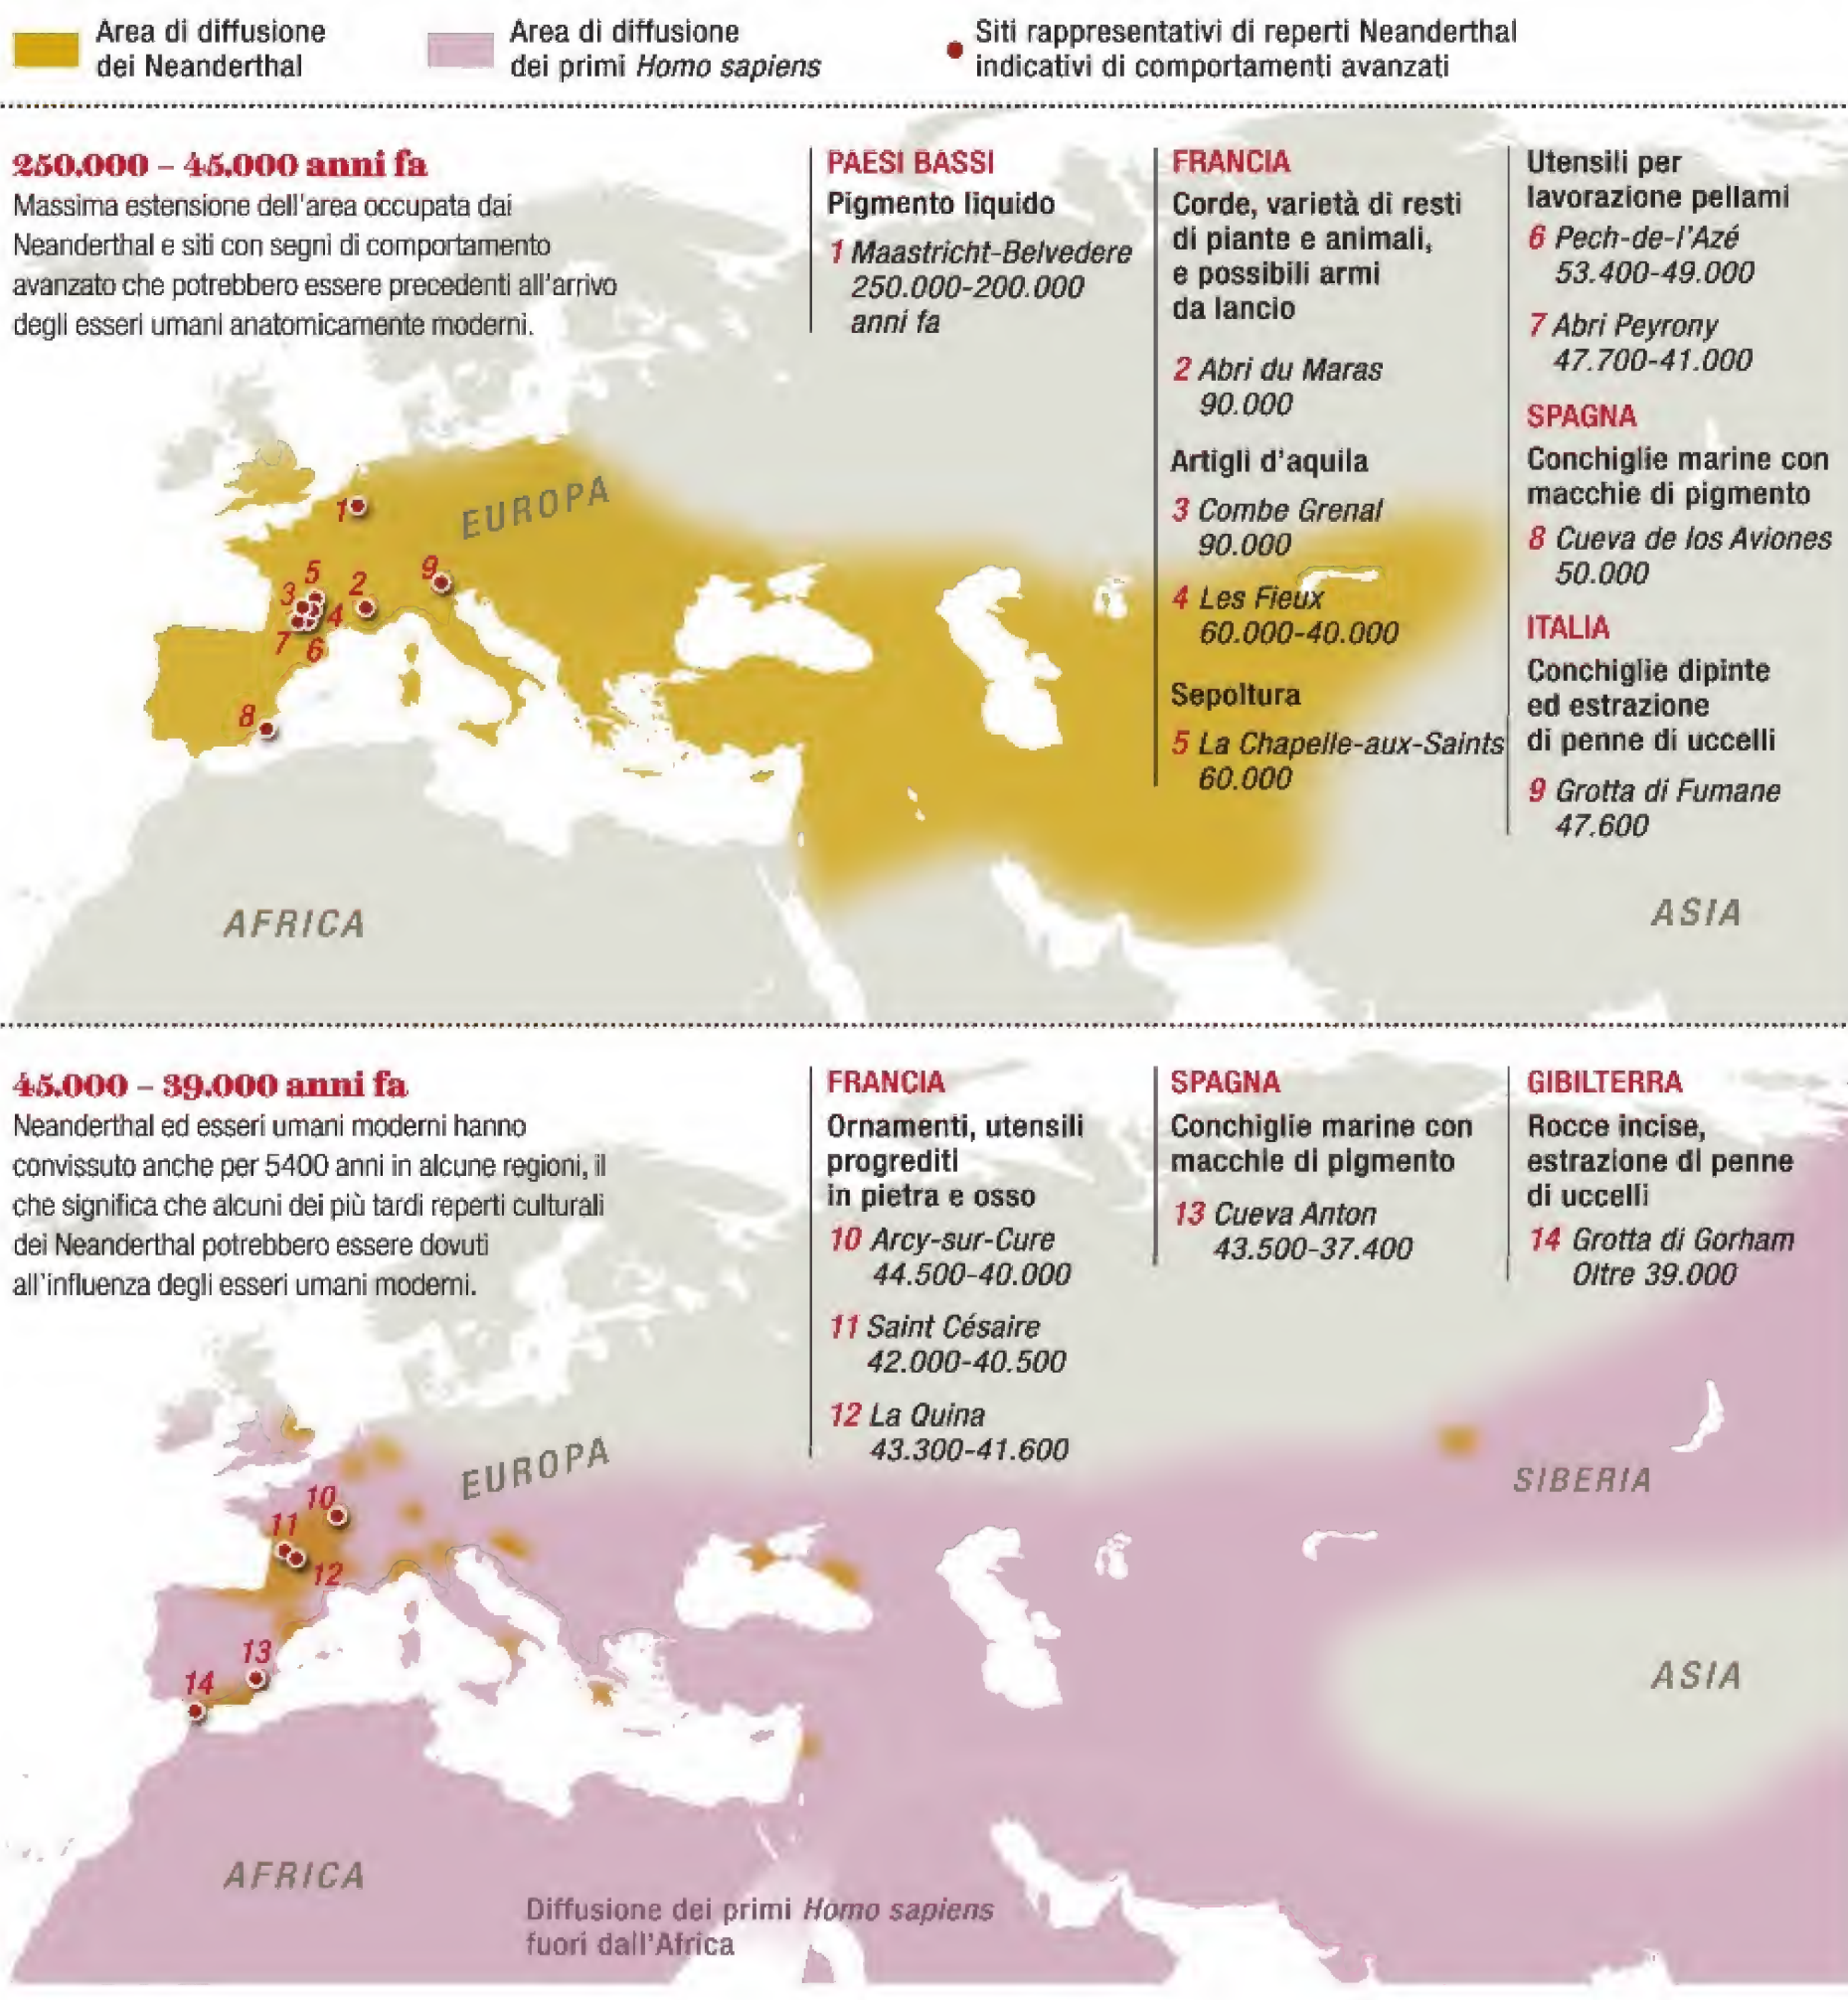 Area di diffusione
dei Neanderthal
Area di diffusione
dei primi Homo sapiens
Siti rappresentativi di reperti Neanderthal
indicativi di comportamenti avanzati
250.000 – 45.000 anni fa
Massima estensione dell'area occupata dai
Neanderthal e siti con segni di comportamento
avanzato che potrebbero essere precedenti all'arrivo
degli esseri umani anatomicamente moderni.
PAESI BASSI
Pigmento liquido
1 Maastricht-Belvedere
250.000-200.000
anni fa
FRANCIA
Corde, varietà di resti
di piante e animali,
e possibili armi
da lancio
2 Abri du Maras
90.000
Artigli d'aquila
3 Combe Grenal
90.000
4 Les Fieux
60.000-40.000
Sepoltura
5 La Chapelle-aux-Saints
60.000
Utensili per
lavorazione pellami
6 Pech-de-l'Azé
53.400-49.000
7 Abri Peyrony
47.700-41.000
SPAGNA
Conchiglie marine con
macchie di pigmento
8 Cueva de los Aviones
50.000
ITALIA
Conchiglie dipinte
ed estrazione
di penne di uccelli
9 Grotta di Fumane
47.600
EUROPA
1
5
2
9
3
4
7
6
8
AFRICA
ASIA
45.000 – 39.000 anni fa
Neanderthal ed esseri umani moderni hanno
convissuto anche per 5400 anni in alcune regioni, il
che significa che alcuni dei più tardi reperti culturali
dei Neanderthal potrebbero essere dovuti
all'influenza degli esseri umani moderni.
FRANCIA
Ornamenti, utensili
progrediti
in pietra e osso
10 Arcy-sur-Cure
44.500-40.000
11 Saint Césaire
42.000-40.500
12 La Quina
43.300-41.600
SPAGNA
Conchiglie marine con
macchie di pigmento
13 Cueva Anton
43.500-37.400
GIBILTERRA
Rocce incise,
estrazione di penne
di uccelli
14 Grotta di Gorham
Oltre 39.000
EUROPA
SIBERIA
10
11
12
13
14
ASIA
AFRICA
Diffusione dei primi Homo sapiens
fuori dall'Africa